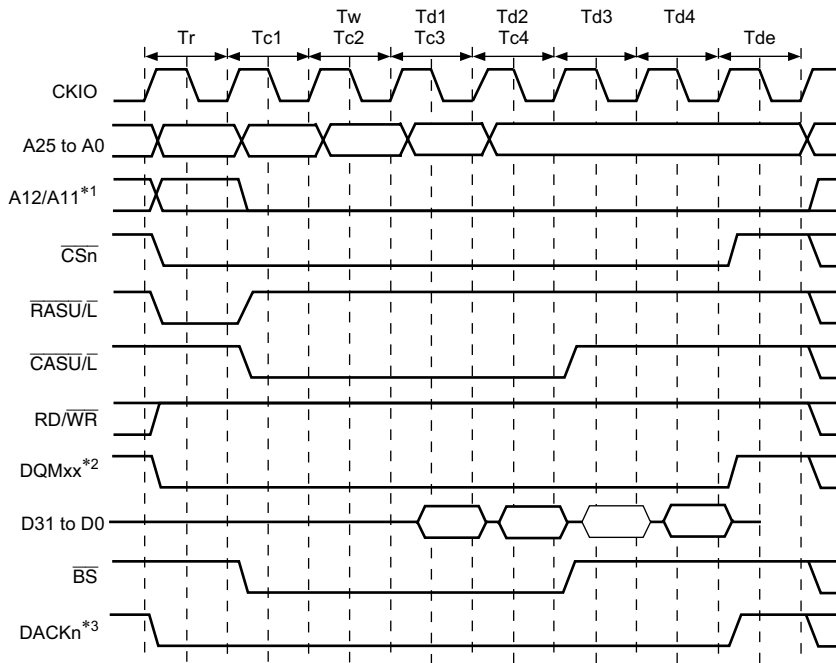 Tw Td1 Td2
Tr Tc1 Tc2 Tc3 Tc4 Td3 Td4 Tde
CKIO
A25 to A0
A12/A11*1
CSn
RASU/L
CASU/L
RD/WR
DQMxx*2
D31 to D0
BS
DACKn*3